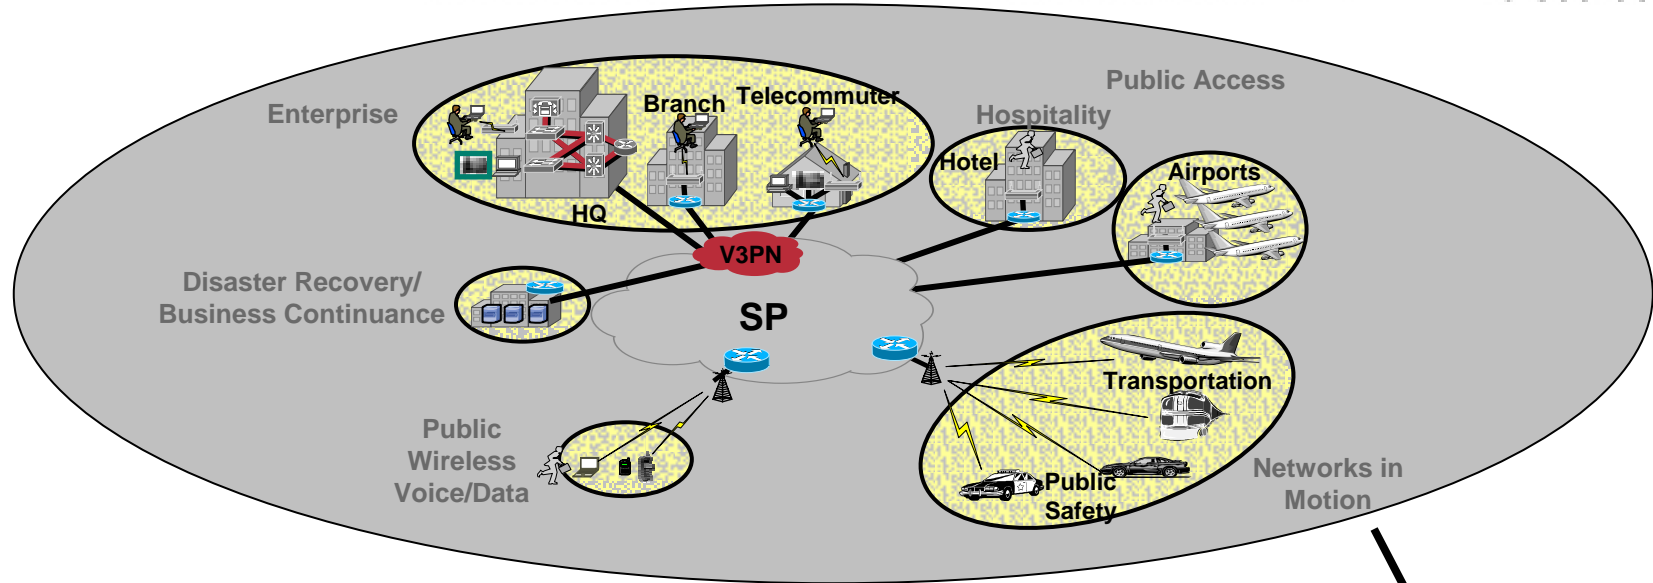 Public Access
Enterprise
Branch
Telecommuter
Hospitality
Hotel
Airports
HQ
V3PN
Disaster Recovery/
Business Continuance
SP
Transportation
Public
Wireless
Voice/Data
Public
Safety
Networks in
Motion